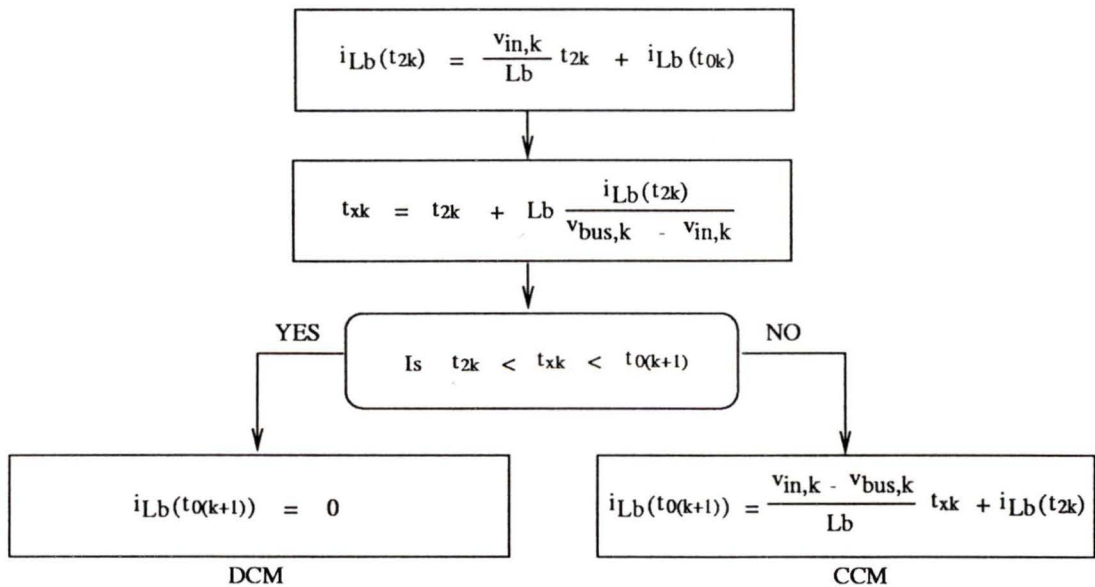 iLb(t2k) = vin,k / Lb t2k + iLb(t0k)
txk = t2k + Lb iLb(t2k) / vbus,k - vin,k
YES
NO
Is t2k < txk < t0(k+1)
iLb(t0(k+1)) = 0
iLb(t0(k+1)) = vin,k - vbus,k / Lb txk + iLb(t2k)
DCM
CCM